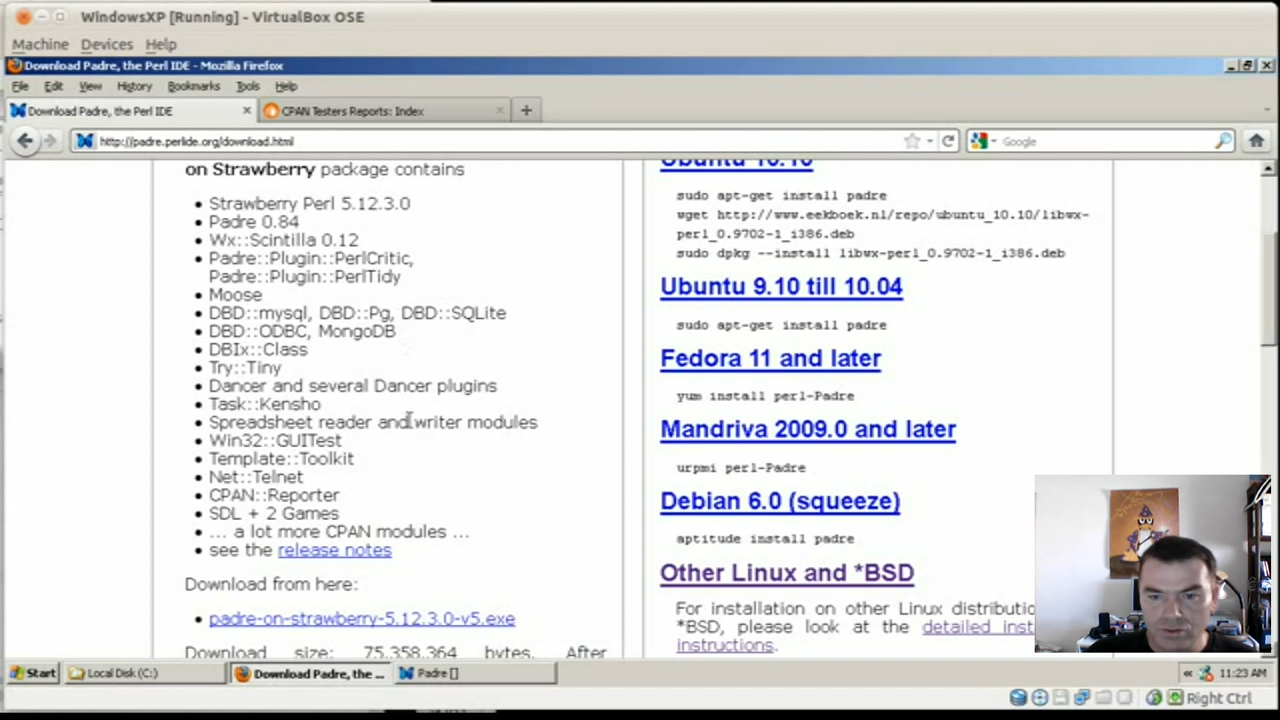 WindowsXP [Running] - VirtualBox OSE
Machine Devices Help
Download Padre, the Perl IDE - Mozilla Firefox
File Edit View History Bookmarks Tools Help
Download Padre, the Perl IDE
CPAN Testers Reports: Index
http://padre.perlide.org/download.html
Google
on Strawberry package contains
Strawberry Perl 5.12.3.0
Padre 0.84
Wx::Scintilla 0.12
Padre::Plugin::PerlCritic,
Padre::Plugin::PerlTidy
Moose
DBD::mysql, DBD::Pg, DBD::SQLite
DBD::ODBC, MongoDB
DBIx::Class
Try::Tiny
Dancer and several Dancer plugins
Task::Kensho
Spreadsheet reader and writer modules
Win32::GUITest
Template::Toolkit
Net::Telnet
CPAN::Reporter
SDL + 2 Games
... a lot more CPAN modules ...
see the release notes
Download from here:
padre-on-strawberry-5.12.3.0-v5.exe
Download size: 75,358,364 bytes. After
Ubuntu 10.10
sudo apt-get install padre
wget http://www.eekboek.nl/repo/ubuntu_10.10/libwx-
perl_0.9702-1_i386.deb
sudo dpkg --install libwx-perl_0.9702-1_i386.deb
Ubuntu 9.10 till 10.04
sudo apt-get install padre
Fedora 11 and later
yum install perl-Padre
Mandriva 2009.0 and later
urpmi perl-Padre
Debian 6.0 (squeeze)
aptitude install padre
Other Linux and *BSD
For installation on other Linux distributio
*BSD, please look at the detailed inst
instructions.
Start
Local Disk (C:)
Download Padre, the ...
Padre []
11:23 AM
Right Ctrl